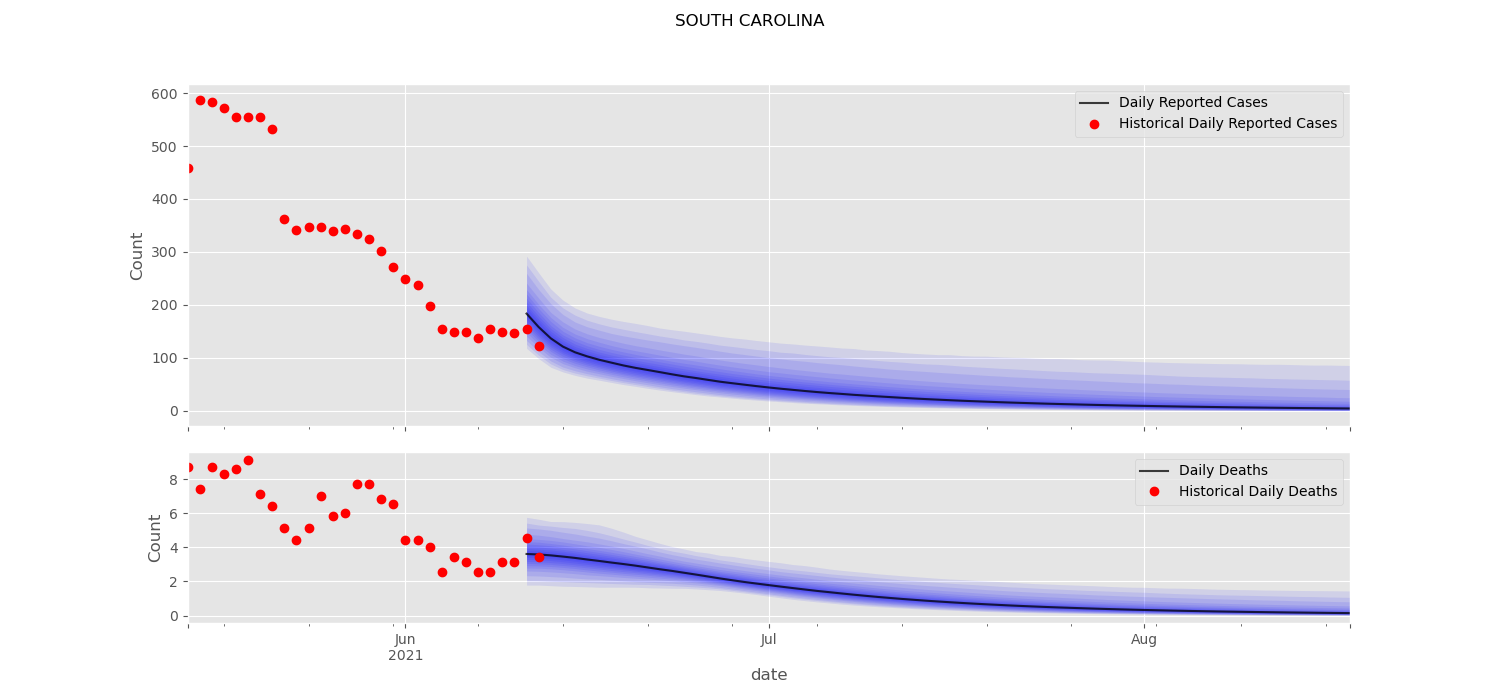 SOUTH CAROLINA
600
500
400
300
200
100
0
Count
Daily Reported Cases
Historical Daily Reported Cases
8
6
4
2
0
Count
Daily Deaths
Historical Daily Deaths
Jun
2021
Jul
Aug
date